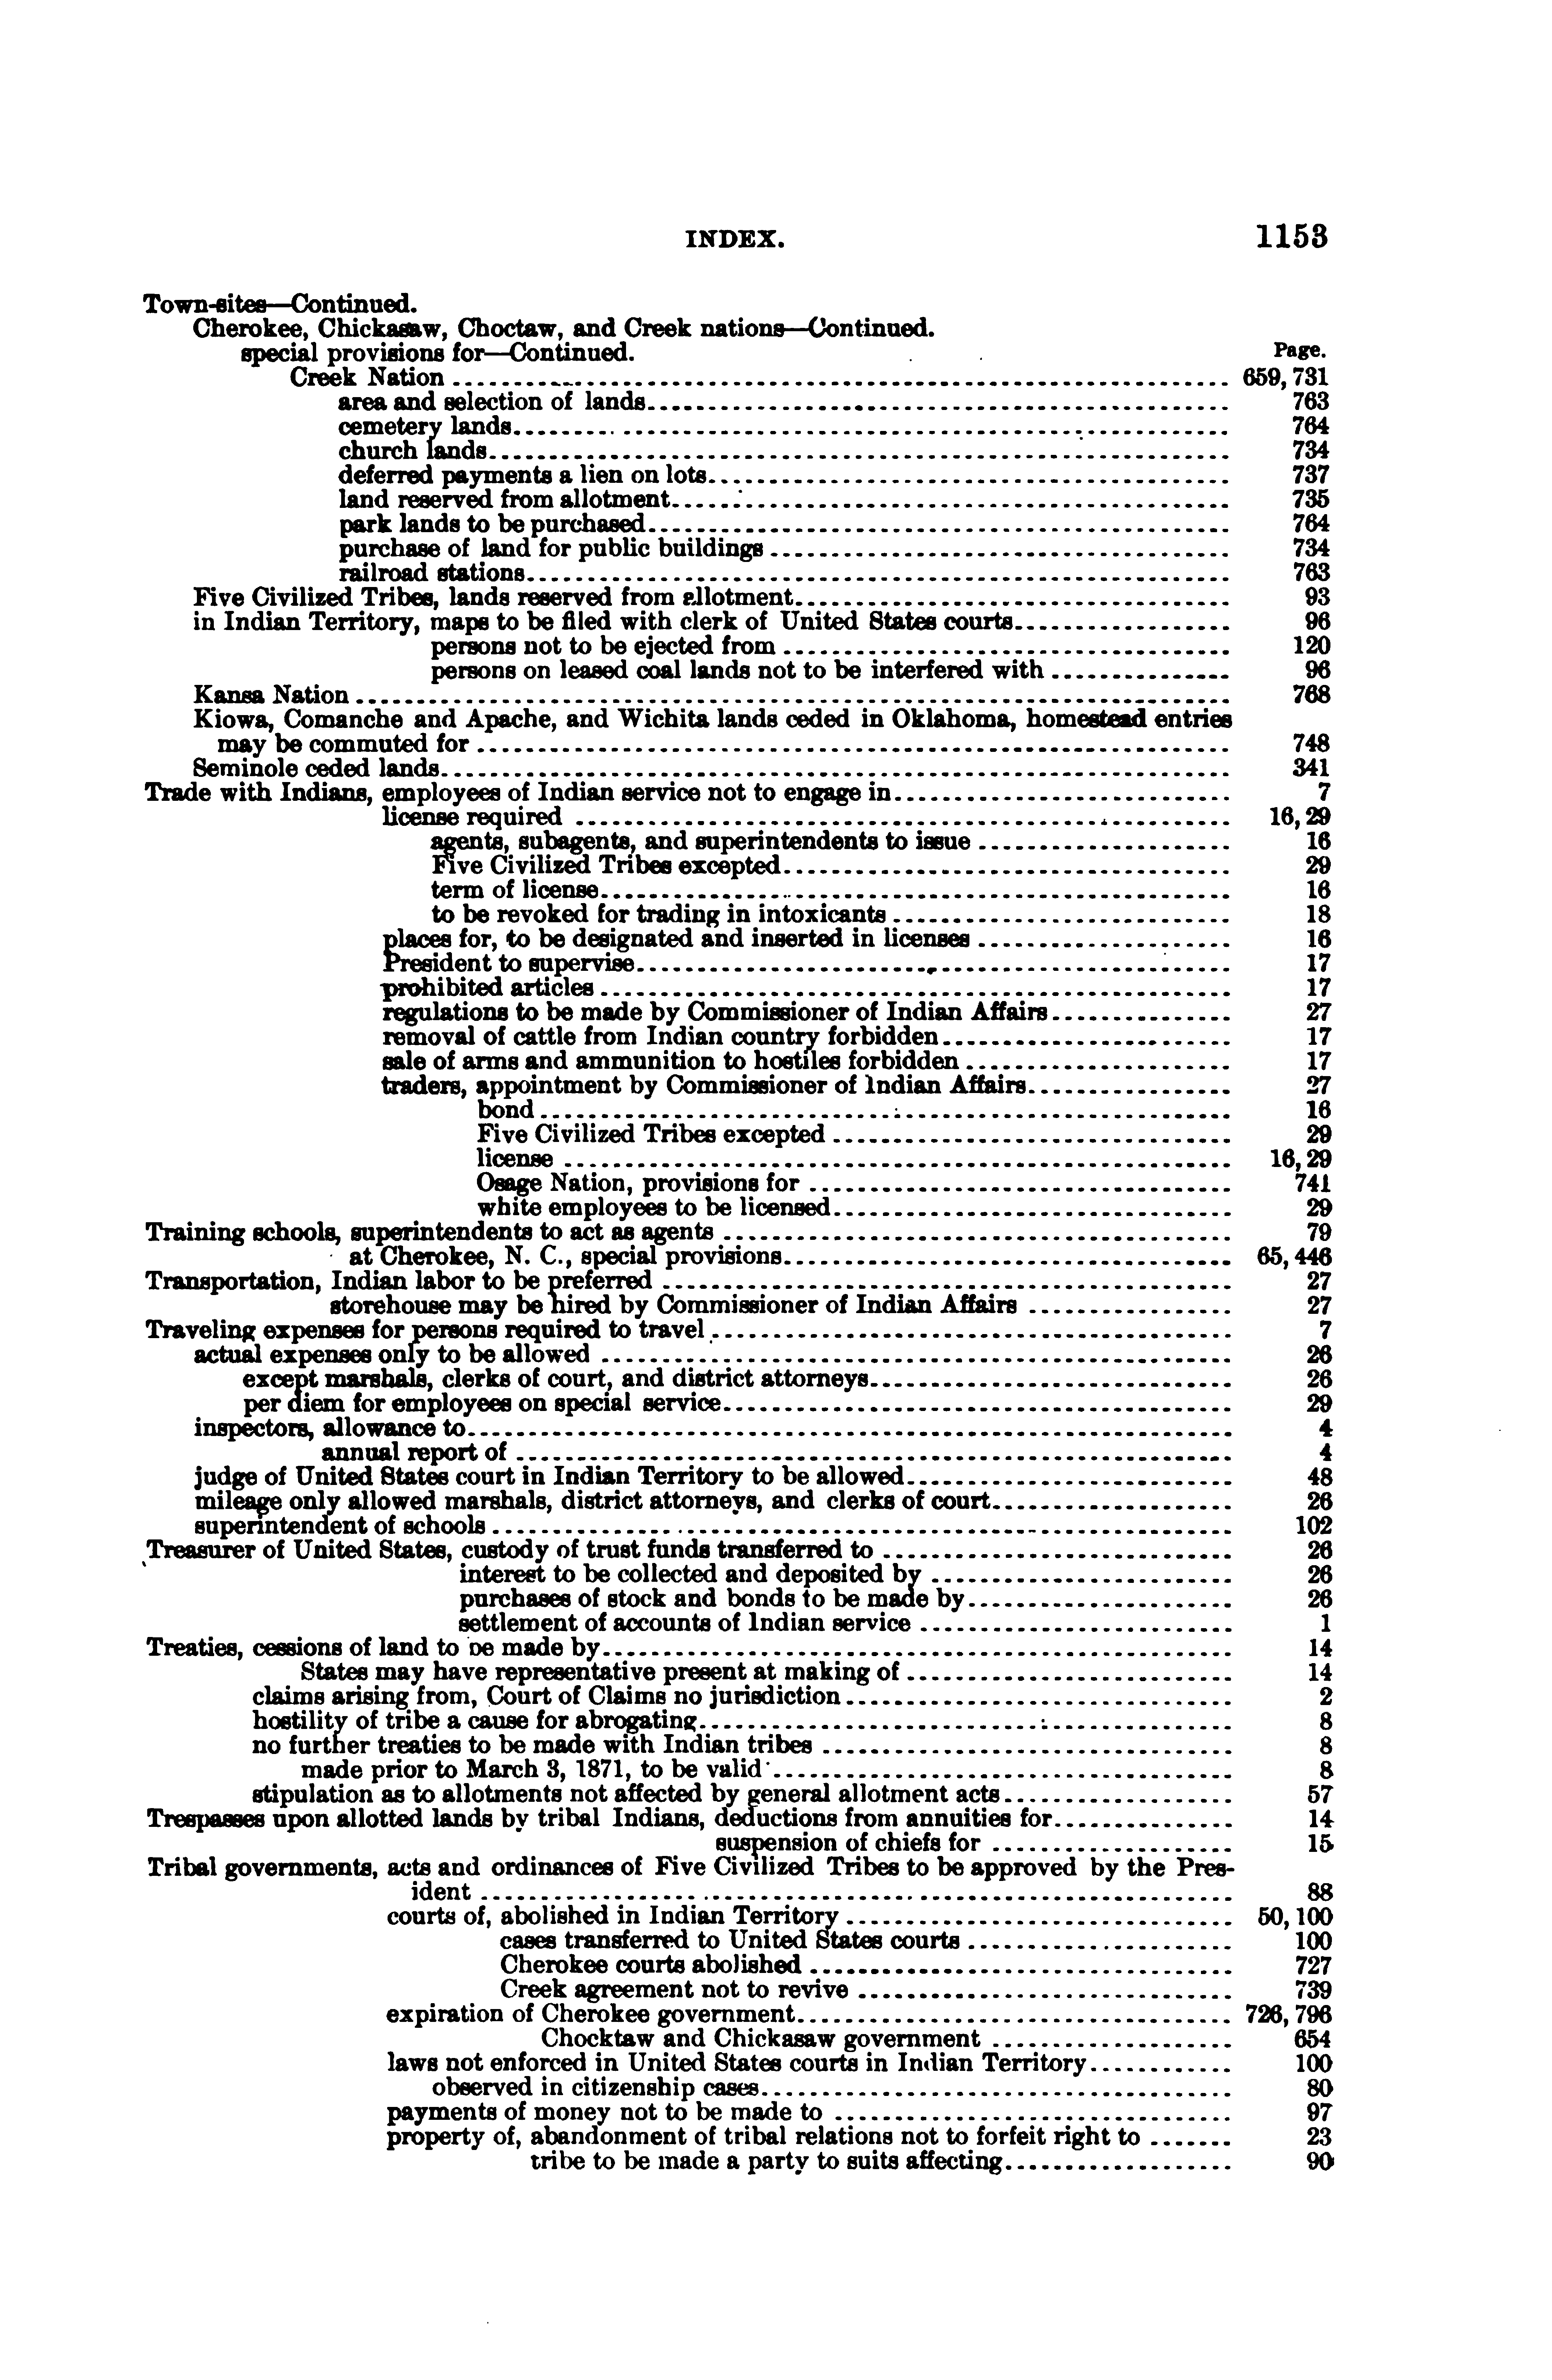 INDEX. 1153
Town-sites—Continued.
Cherokee, Chickasaw, Choctaw, and Creek nations—Continued.
special provisions for—Continued. Page.
Creek Nation 659, 731
area and selection of lands 763
cemetery lands 764
church lands 734
deferred payments a lien on lots 737
land reserved from allotment 735
park lands to be purchased 764
purchase of land for public buildings 734
railroad stations 763
Five Civilized Tribes, lands reserved from allotment 93
in Indian Territory, maps to be filed with clerk of United States courts 96
persons not to be ejected from 120
persons on leased coal lands not to be interfered with 96
Kansa Nation 768
Kiowa, Comanche and Apache, and Wichita lands ceded in Oklahoma, homestead entries
may be commuted for 748
Seminole ceded lands 341
Trade with Indians, employees of Indian service not to engage in 7
license required 16, 29
agents, subagents, and superintendents to issue 16
Five Civilized Tribes excepted 29
term of license 16
to be revoked for trading in intoxicants 18
places for, to be designated and inserted in licenses 16
President to supervise 17
prohibited articles 17
regulations to be made by Commissioner of Indian Affairs 27
removal of cattle from Indian country forbidden 17
sale of arms and ammunition to hostiles forbidden 17
traders, appointment by Commissioner of Indian Affairs 27
bond 16
Five Civilized Tribes excepted 29
license 16, 29
Osage Nation, provisions for 741
white employees to be licensed 29
Training schools, superintendents to act as agents 79
at Cherokee, N. C., special provisions 65, 446
Transportation, Indian labor to be preferred 27
storehouse may be hired by Commissioner of Indian Affairs 27
Traveling expenses for persons required to travel 7
actual expenses only to be allowed 26
except marshals, clerks of court, and district attorneys 26
per diem for employees on special service 29
inspectors, allowance to 4
annual report of 4
judge of United States court in Indian Territory to be allowed 48
mileage only allowed marshals, district attorneys, and clerks of court 26
superintendent of schools 102
Treasurer of United States, custody of trust funds transferred to 26
interest to be collected and deposited by 26
purchases of stock and bonds to be made by 26
settlement of accounts of Indian service 1
Treaties, cessions of land to be made by 14
States may have representative present at making of 14
claims arising from, Court of Claims no jurisdiction 2
hostility of tribe a cause for abrogating 8
no further treaties to be made with Indian tribes 8
made prior to March 3, 1871, to be valid 8
stipulation as to allotments not affected by general allotment acts 57
Trespasses upon allotted lands by tribal Indians, deductions from annuities for 14
suspension of chiefs for 15
Tribal governments, acts and ordinances of Five Civilized Tribes to be approved by the Pres-
ident 88
courts of, abolished in Indian Territory 50, 100
cases transferred to United States courts 100
Cherokee courts abolished 727
Creek agreement not to revive 739
expiration of Cherokee government 726, 796
Chocktaw and Chickasaw government 654
laws not enforced in United States courts in Indian Territory 100
observed in citizenship cases 80
payments of money not to be made to 97
property of, abandonment of tribal relations not to forfeit right to 23
tribe to be made a party to suits affecting 90